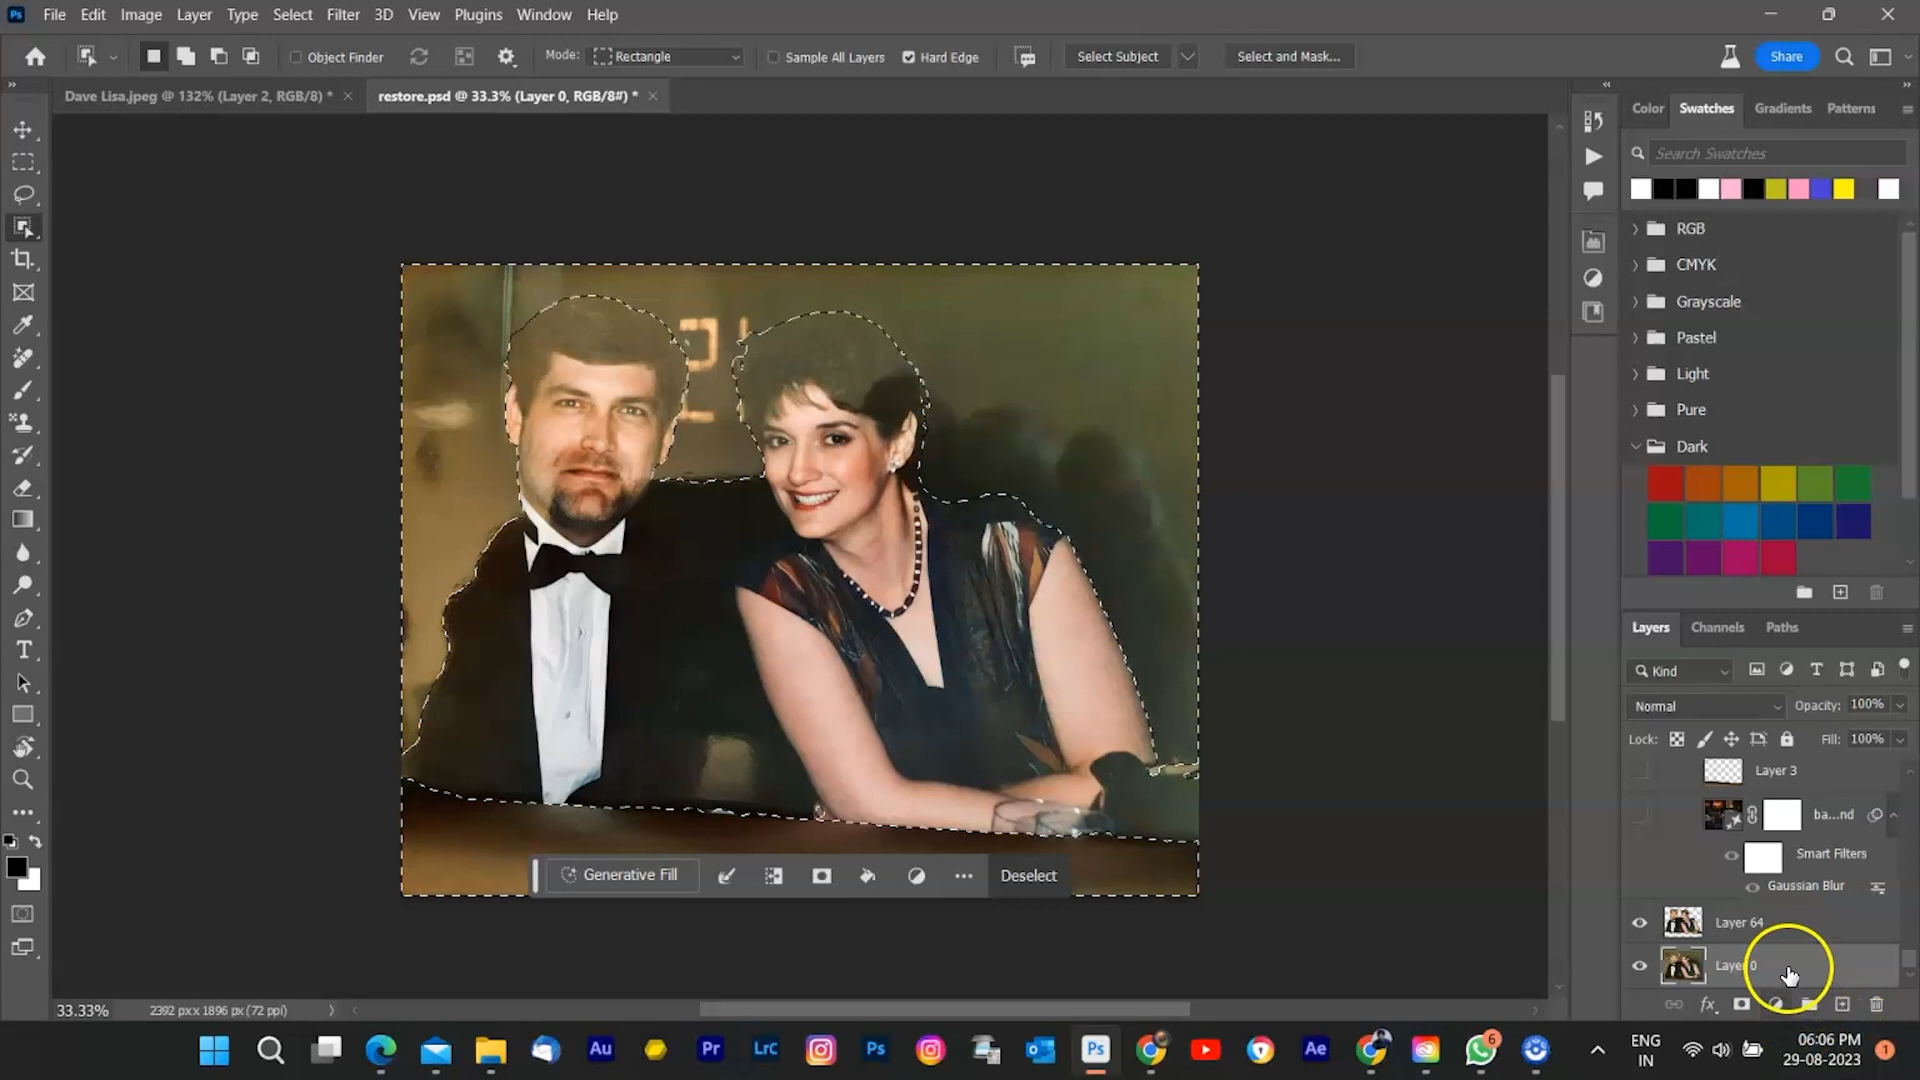 Ps File Edit Image Layer Type Select Filter 3D View Plugins Window Help
Object Finder Mode: Rectangle Sample All Layers Hard Edge Select Subject Select and Mask... Share
Dave Lisa.jpeg @ 132% (Layer 2, RGB/8) * × restore.psd @ 33.3% (Layer 0, RGB/8#) * ×
Color Swatches Gradients Patterns
Search Swatches
RGB
CMYK
Grayscale
Pastel
Light
Pure
Dark
Layers Channels Paths
Kind
Normal Opacity: 100%
Lock: Fill: 100%
Layer 3
ba...nd
Smart Filters
Gaussian Blur
Layer 64
Layer 0
Generative Fill Deselect
fx
33.33% 2392 px x 1896 px (72 ppi)
Au Pr LrC Ps Ps Ae 6
ENG
IN
06:06 PM
29-08-2023
1